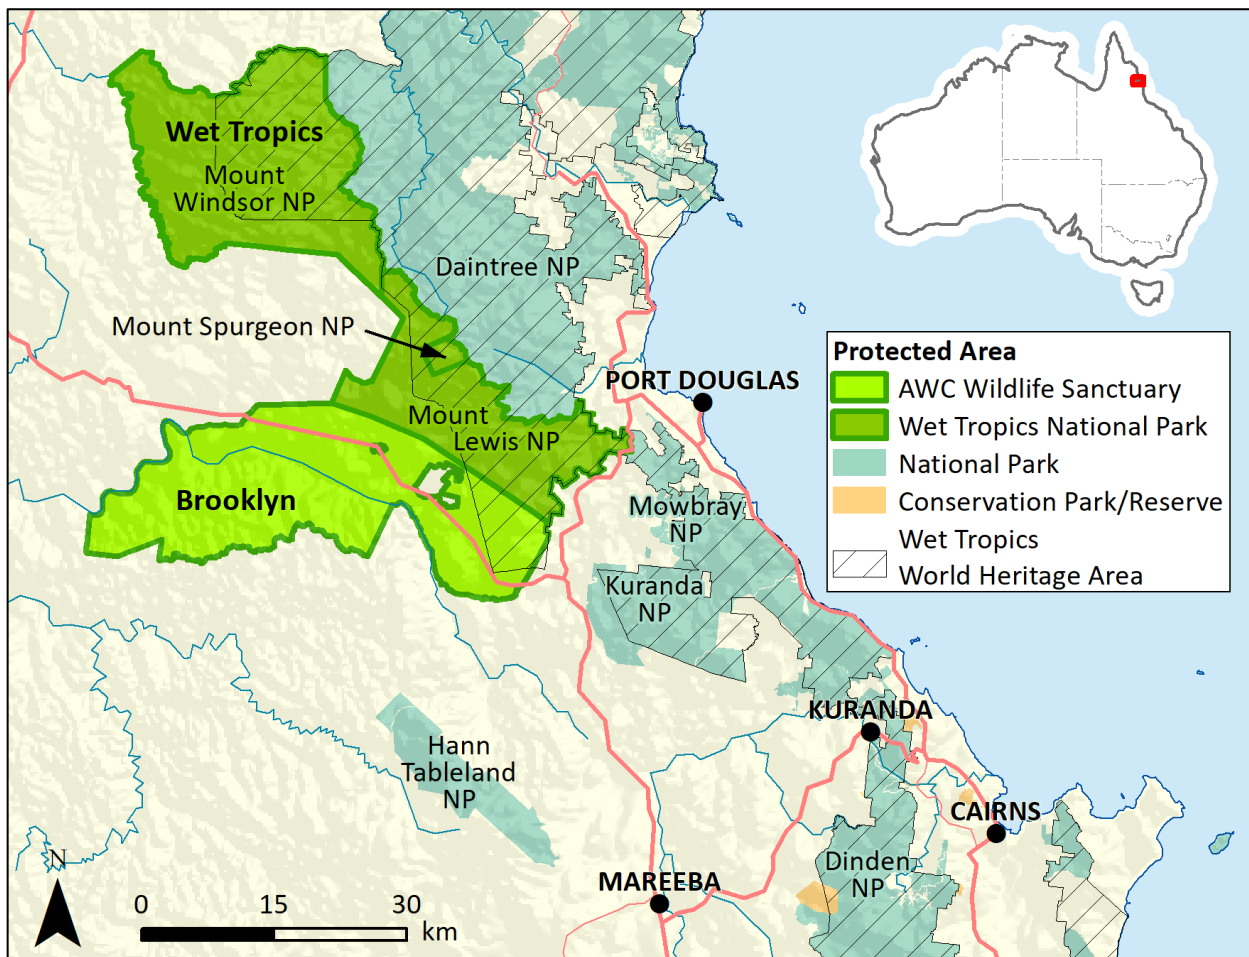 Wet Tropics
Mount
Windsor NP
Daintree NP
Mount Spurgeon NP
PORT DOUGLAS
Mount
Lewis NP
Brooklyn
Mowbray
NP
Kuranda
NP
KURANDA
Hann
Tableland
NP
CAIRNS
Dinden
NP
MAREEBA
N
0 15 30
km
Protected Area
AWC Wildlife Sanctuary
Wet Tropics National Park
National Park
Conservation Park/Reserve
Wet Tropics
World Heritage Area